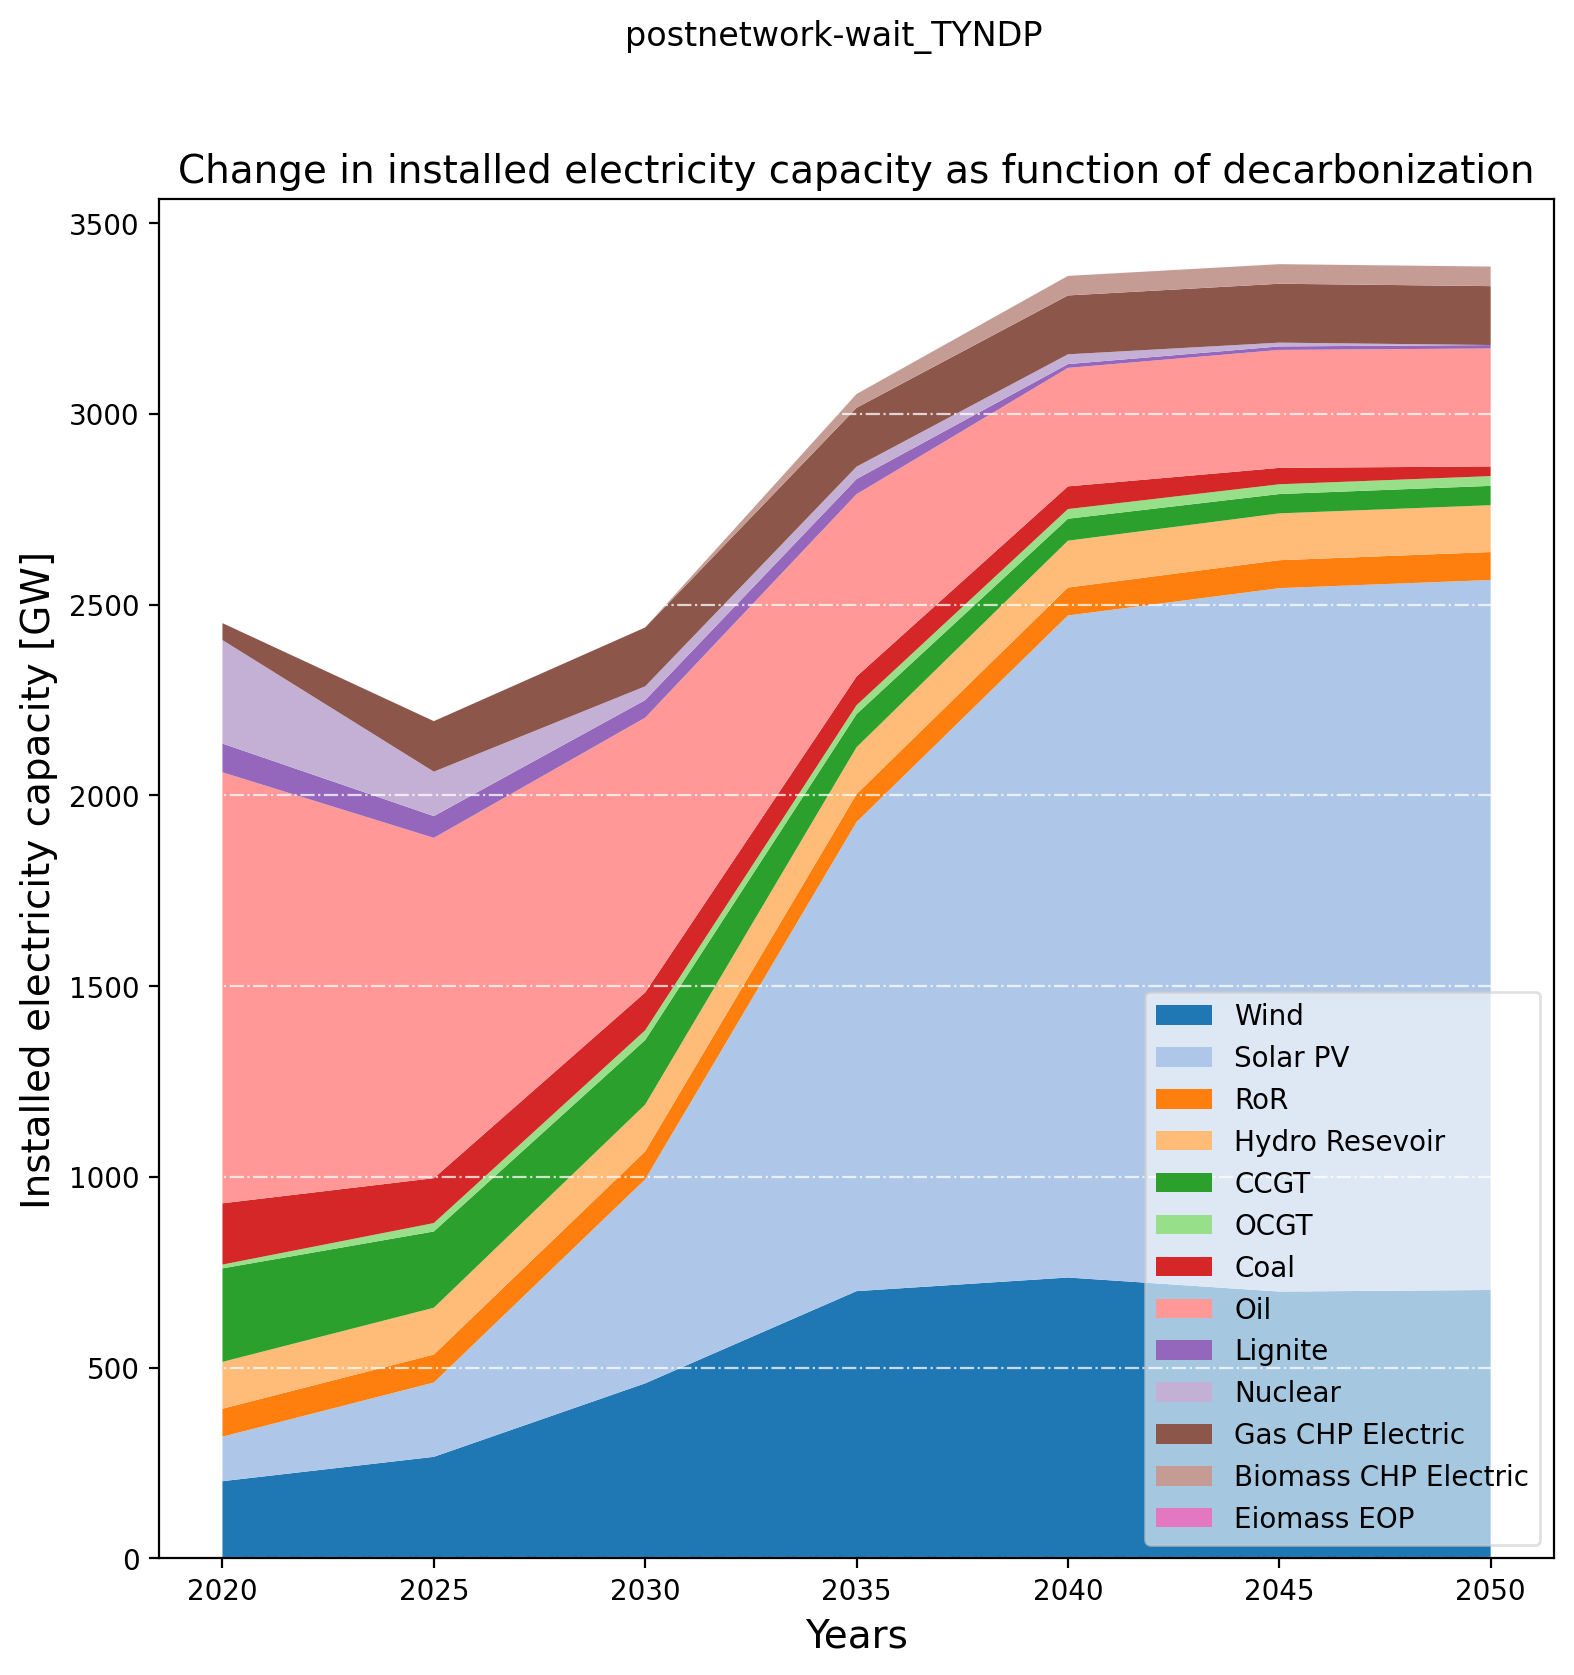 postnetwork-wait_TYNDP
Change in installed electricity capacity as function of decarbonization
Installed electricity capacity [GW]
3500
3000
2500
2000
1500
1000
500
0
Wind
Solar PV
RoR
Hydro Resevoir
CCGT
OCGT
Coal
Oil
Lignite
Nuclear
Gas CHP Electric
Biomass CHP Electric
Eiomass EOP
2020 2025 2030 2035 2040 2045 2050
Years